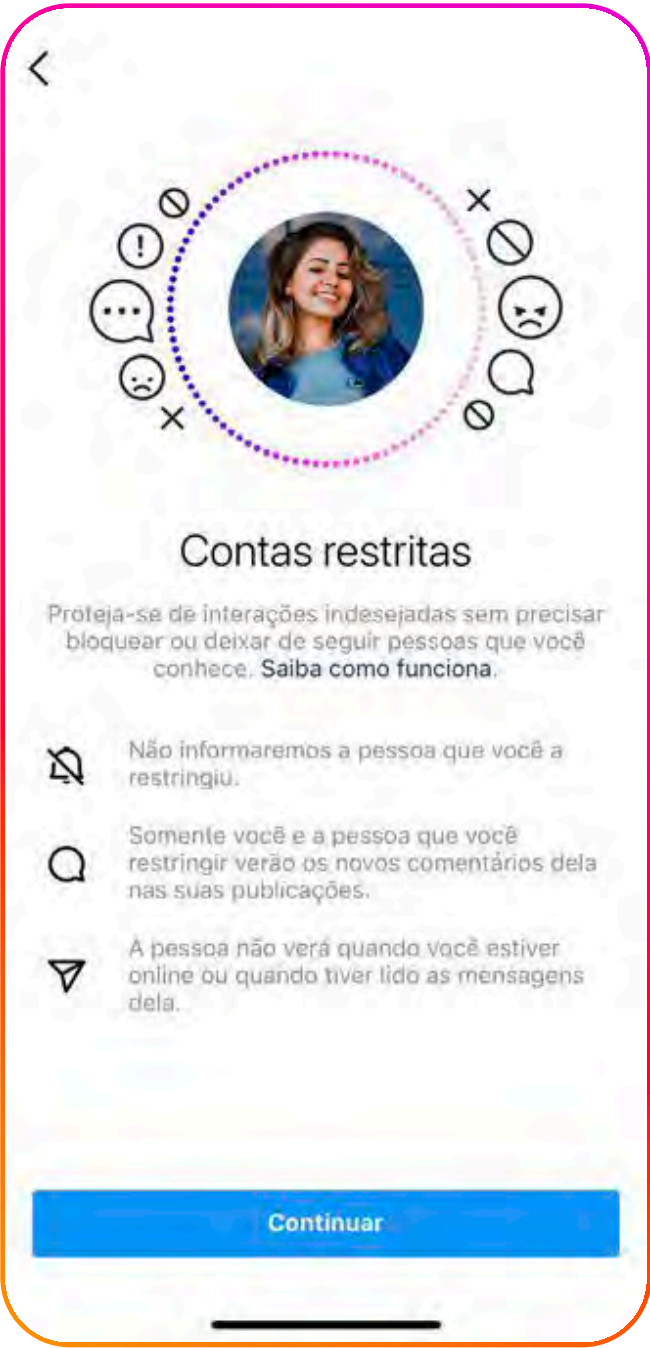 Contas restritas
Proteja-se de interações indesejadas sem precisar
bloquear ou deixar de seguir pessoas que você
conhece. Saiba como funciona.
Não informaremos a pessoa que você a
restringiu.
Somente você e a pessoa que você
restringir verão os novos comentários dela
nas suas publicações.
A pessoa não verá quando você estiver
online ou quando tiver lido as mensagens
dela.
Continuar